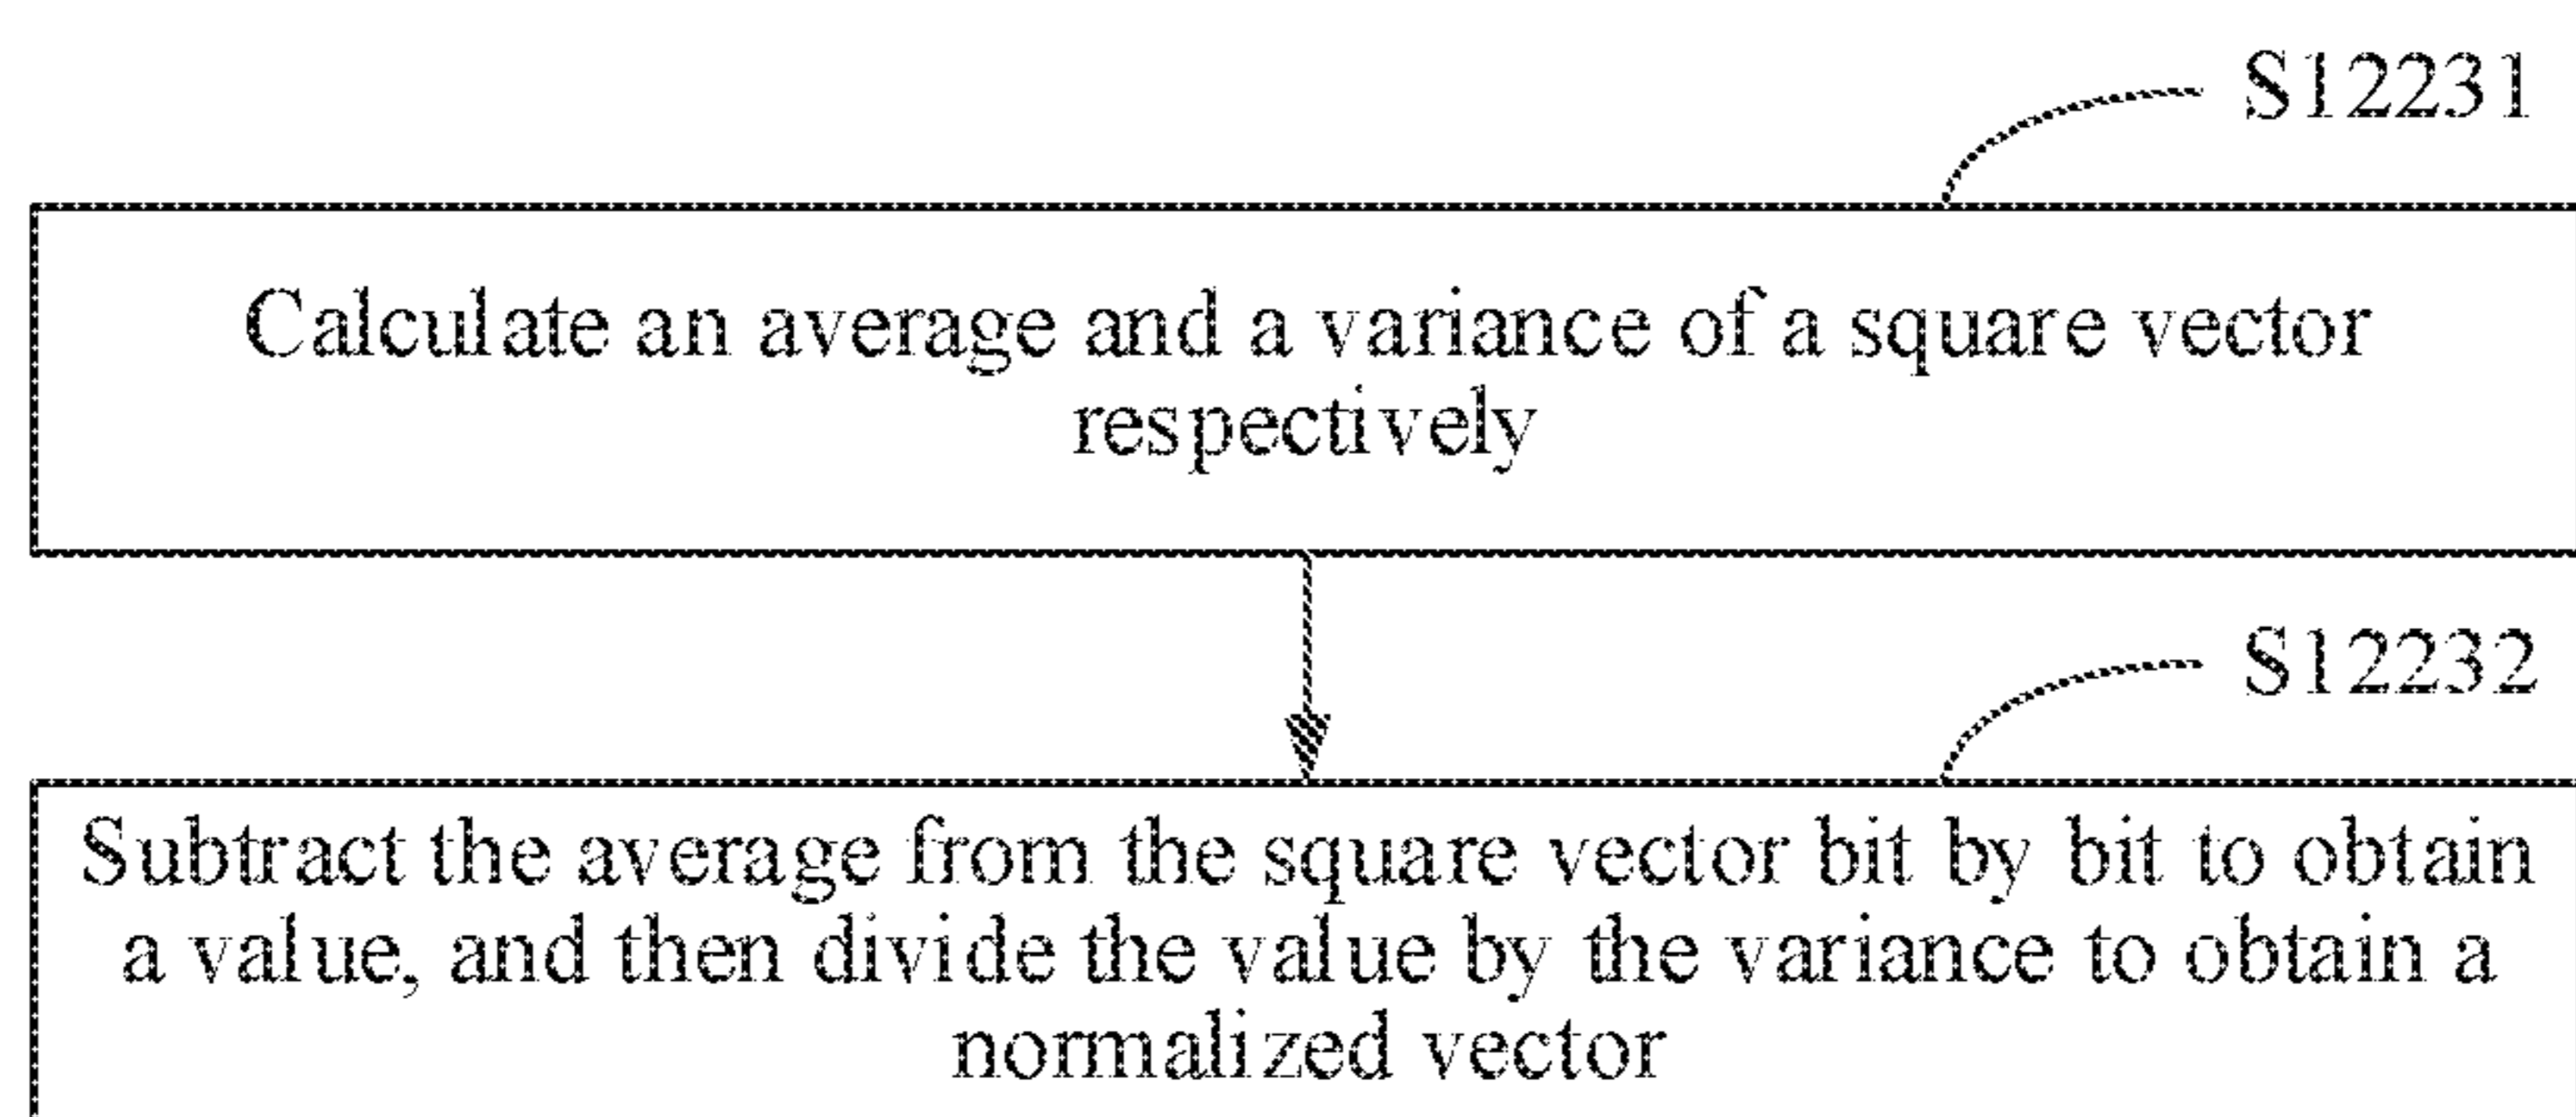 S12231
Calculate an average and a variance of a square vector
respectively
S12232
Subtract the average from the square vector bit by bit to obtain
a value, and then divide the value by the variance to obtain a
normalized vector